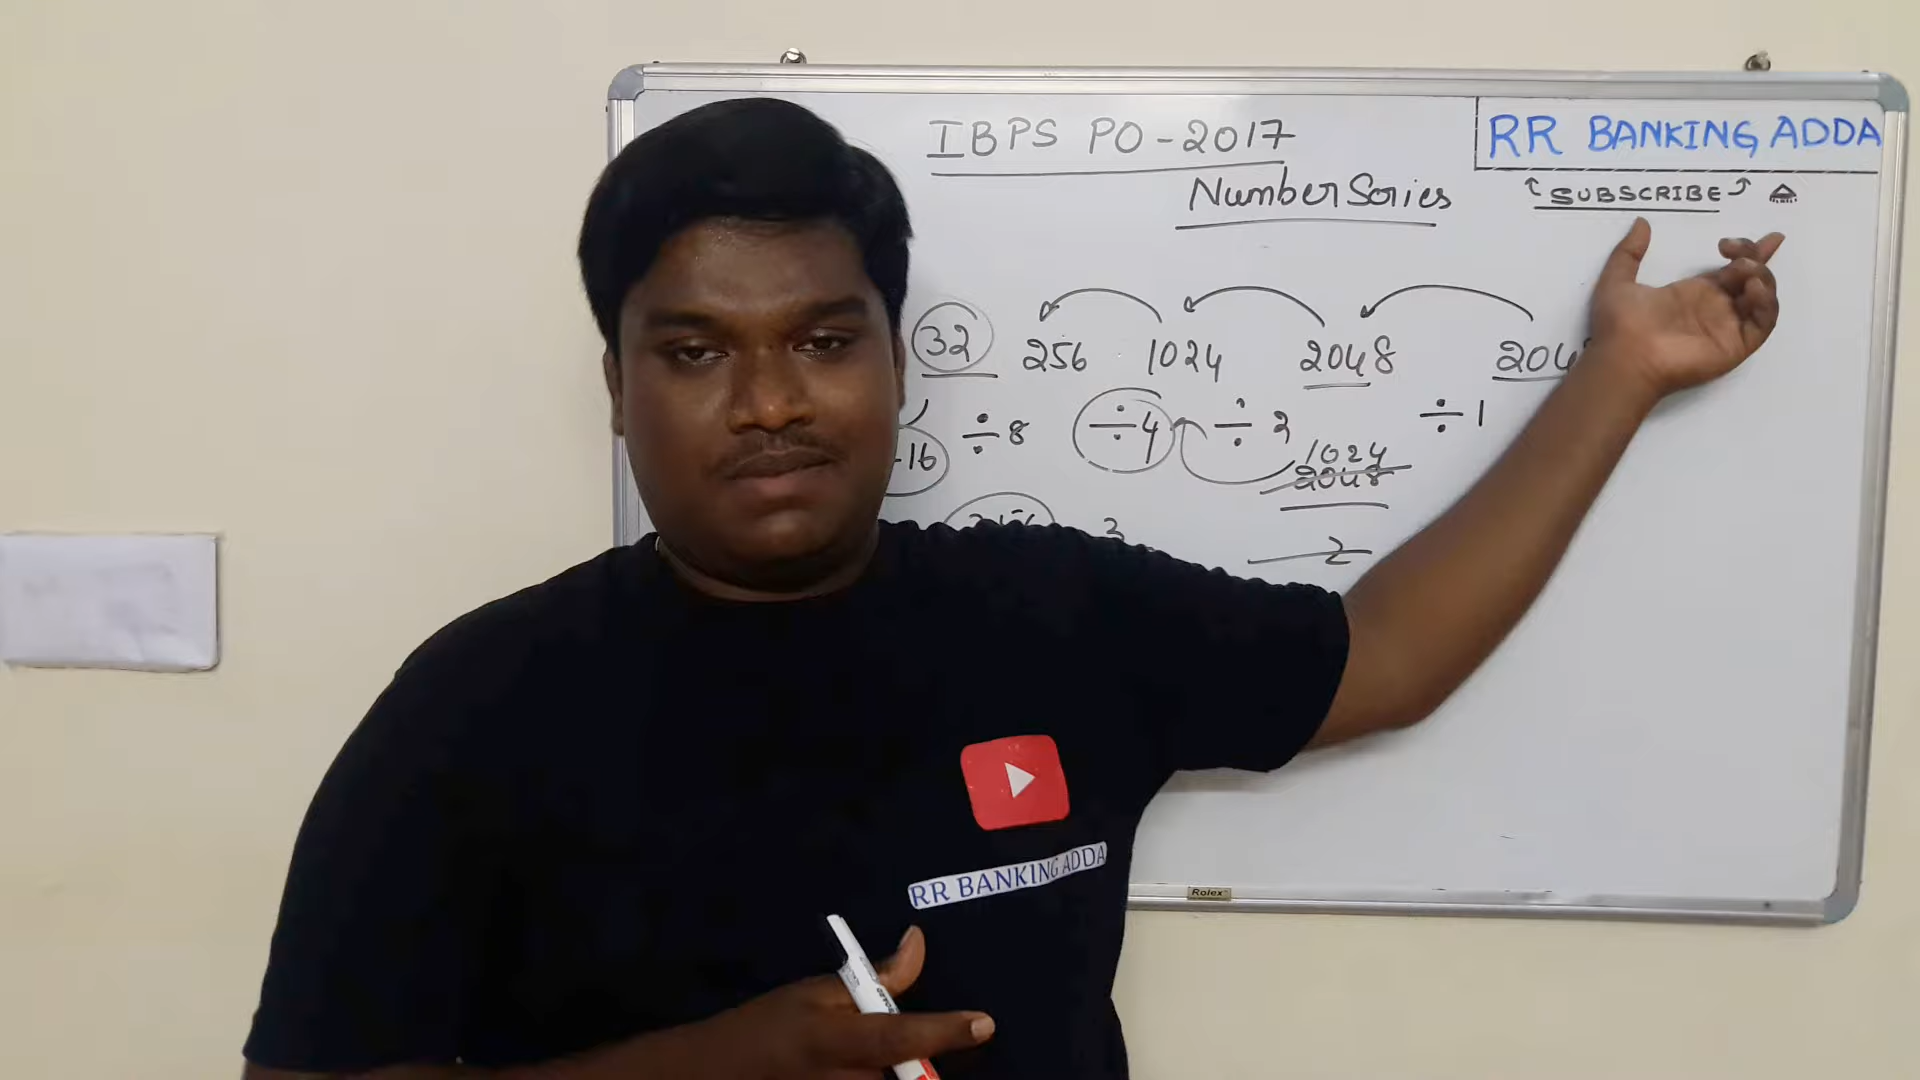 IBPS PO-2017
RR BANKING ADDA
Number Series
SUBSCRIBE
32 256 1024 2048
16 ÷8 ÷4 ÷2 ÷1
1024
2048
2
RR BANKING ADDA
Rolex